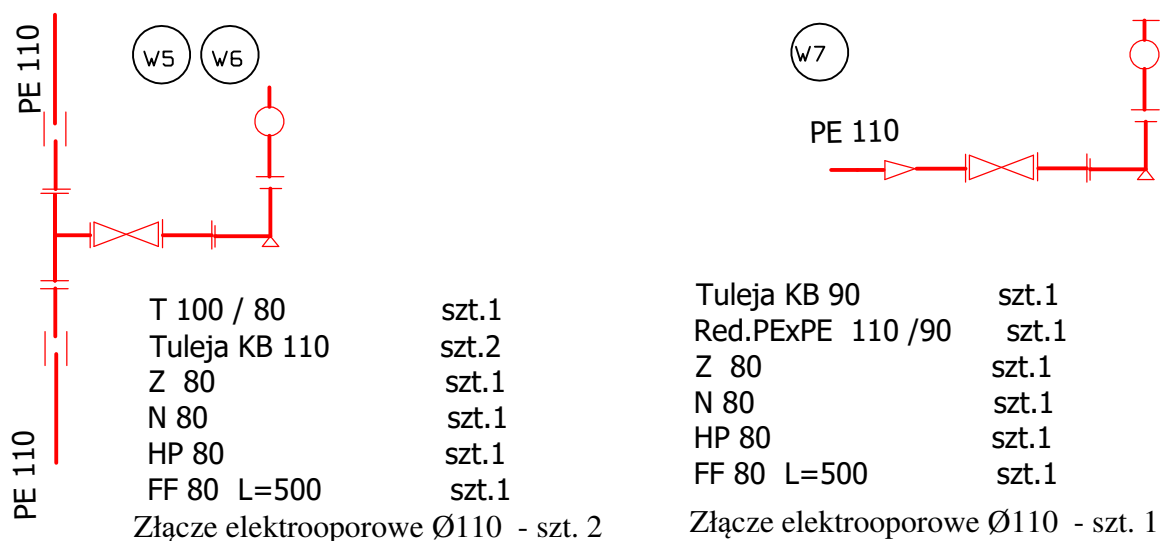 PE 110
W5 W6
PE 110
T 100 / 80 szt.1
Tuleja KB 110 szt.2
Z 80 szt.1
N 80 szt.1
HP 80 szt.1
FF 80 L=500 szt.1
Złącze elektrooporowe Ø110 - szt. 2
W7
PE 110
Tuleja KB 90 szt.1
Red.PExPE 110 /90 szt.1
Z 80 szt.1
N 80 szt.1
HP 80 szt.1
FF 80 L=500 szt.1
Złącze elektrooporowe Ø110 - szt. 1